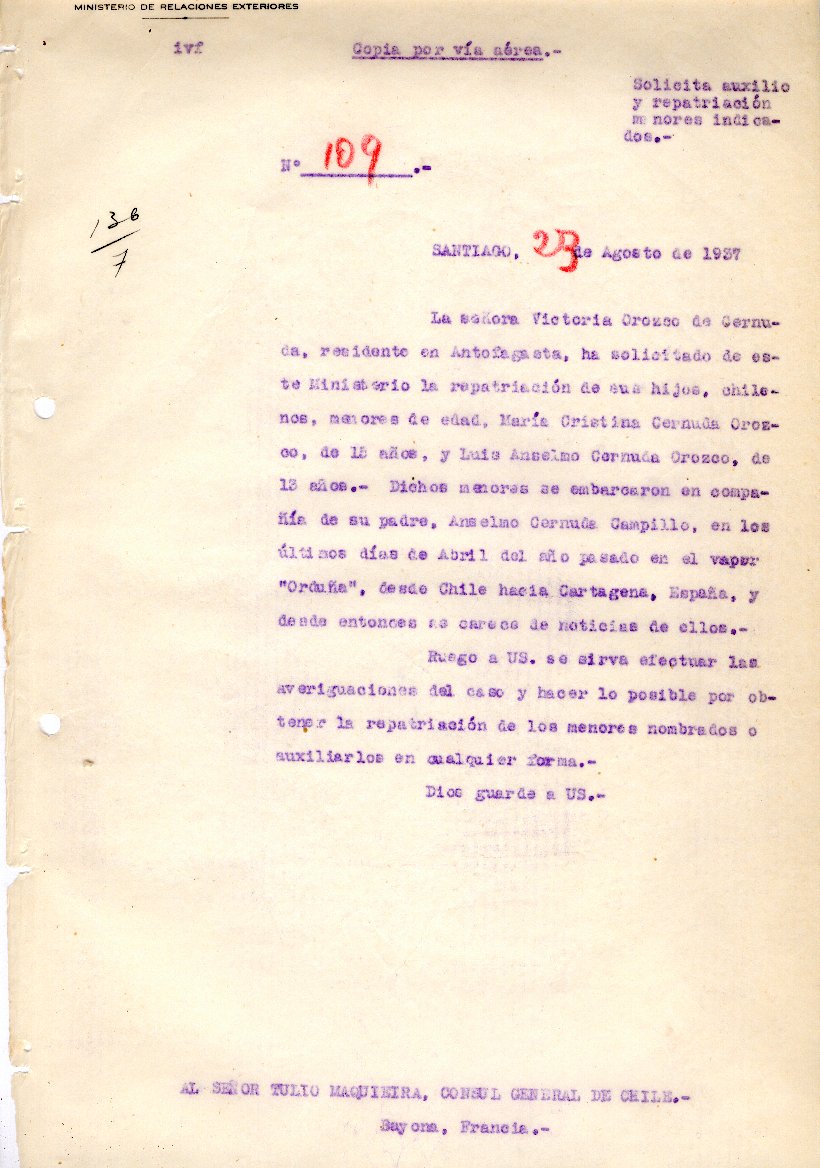 MINISTERIO DE RELACIONES EXTERIORES
ivf
Copia por vía aérea.-
Solicita auxilio
y repatriación
menores indica-
dos.-
Nº 109.-
136
7
SANTIAGO, de Agosto de 1937
La señora Victoria Orozco de Cernu-
da, residente en Antofagasta, ha solicitado de es-
te Ministerio la repatriación de sus hijos, chile-
nos, menores de edad, María Cristina Cernuda Oroz-
co, de 15 años, y Luis Anselmo Cernuda Orozco, de
13 años.- Dichos menores se embarcaron en compa-
ñía de su padre, Anselmo Cernuda Campillo, en los
últimos días de Abril del año pasado en el vapor
"Orduña", desde Chile hacia Cartagena, España, y
desde entonces se carece de noticias de ellos.-
Ruego a US. se sirva efectuar las
averiguaciones del caso y hacer lo posible por ob-
tener la repatriación de los menores nombrados o
auxiliarlos en cualquier forma.-
Dios guarde a US.-
AL SEÑOR TULIO MAQUIEIRA, CONSUL GENERAL DE CHILE.-
Bayona, Francia.-